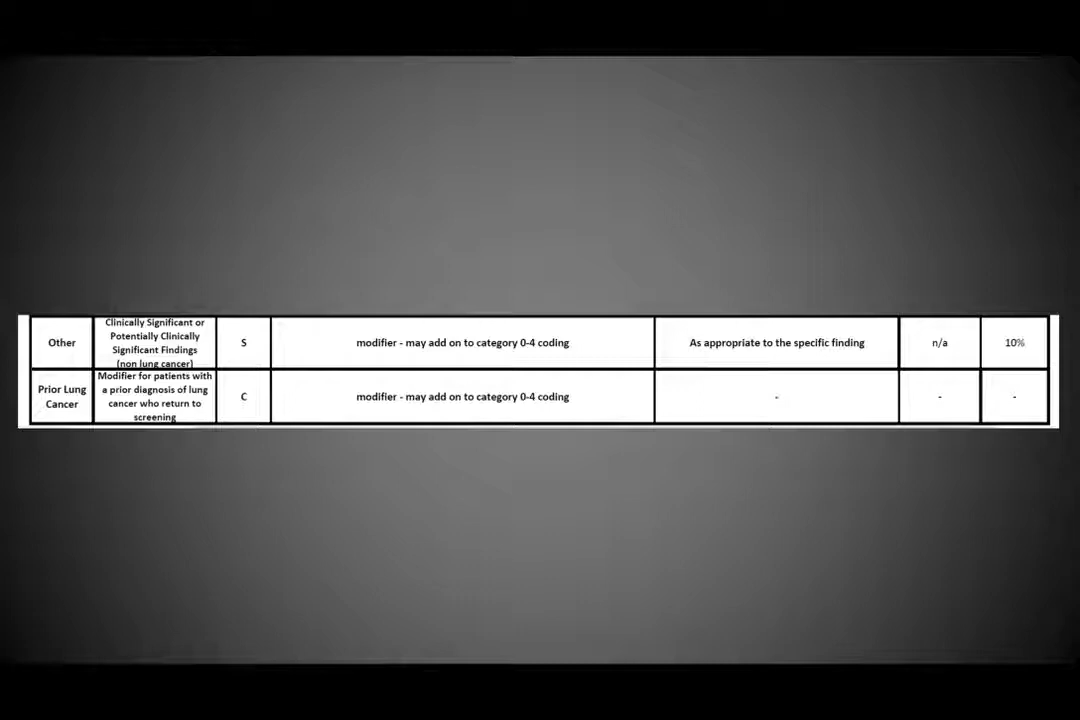 Other
Clinically Significant or
Potentially Clinically
Significant Findings
(non lung cancer)
S
modifier - may add on to category 0-4 coding
As appropriate to the specific finding
n/a
10%
Prior Lung
Cancer
Modifier for patients with
a prior diagnosis of lung
cancer who return to
screening
C
modifier - may add on to category 0-4 coding
-
-
-